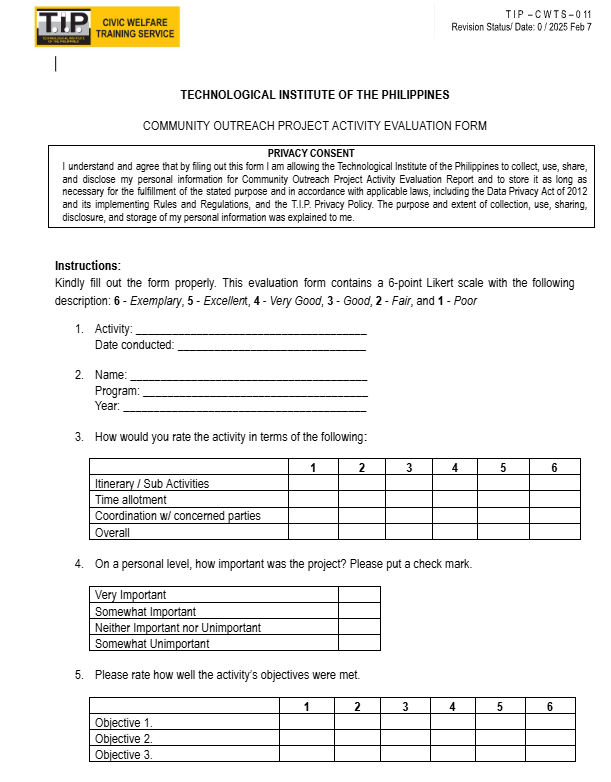 T.I.P
CIVIC WELFARE
TRAINING SERVICE
TIP – CWTS – 011
Revision Status/ Date: 0 / 2025 Feb 7
TECHNOLOGICAL INSTITUTE OF THE PHILIPPINES
COMMUNITY OUTREACH PROJECT ACTIVITY EVALUATION FORM
PRIVACY CONSENT
I understand and agree that by filing out this form I am allowing the Technological Institute of the Philippines to collect, use, share,
and disclose my personal information for Community Outreach Project Activity Evaluation Report and to store it as long as
necessary for the fulfillment of the stated purpose and in accordance with applicable laws, including the Data Privacy Act of 2012
and its implementing Rules and Regulations, and the T.I.P. Privacy Policy. The purpose and extent of collection, use, sharing,
disclosure, and storage of my personal information was explained to me.
Instructions:
Kindly fill out the form properly. This evaluation form contains a 6-point Likert scale with the following
description: 6 - Exemplary, 5 - Excellent, 4 - Very Good, 3 - Good, 2 – Fair, and 1 - Poor
1. Activity: ______________________________________
Date conducted: _______________________________
2. Name: _______________________________________
Program: _____________________________________
Year: ________________________________________
3. How would you rate the activity in terms of the following:
1 2 3 4 5 6
Itinerary / Sub Activities
Time allotment
Coordination w/ concerned parties
Overall
4. On a personal level, how important was the project? Please put a check mark.
Very Important
Somewhat Important
Neither Important nor Unimportant
Somewhat Unimportant
5. Please rate how well the activity’s objectives were met.
1 2 3 4 5 6
Objective 1.
Objective 2.
Objective 3.